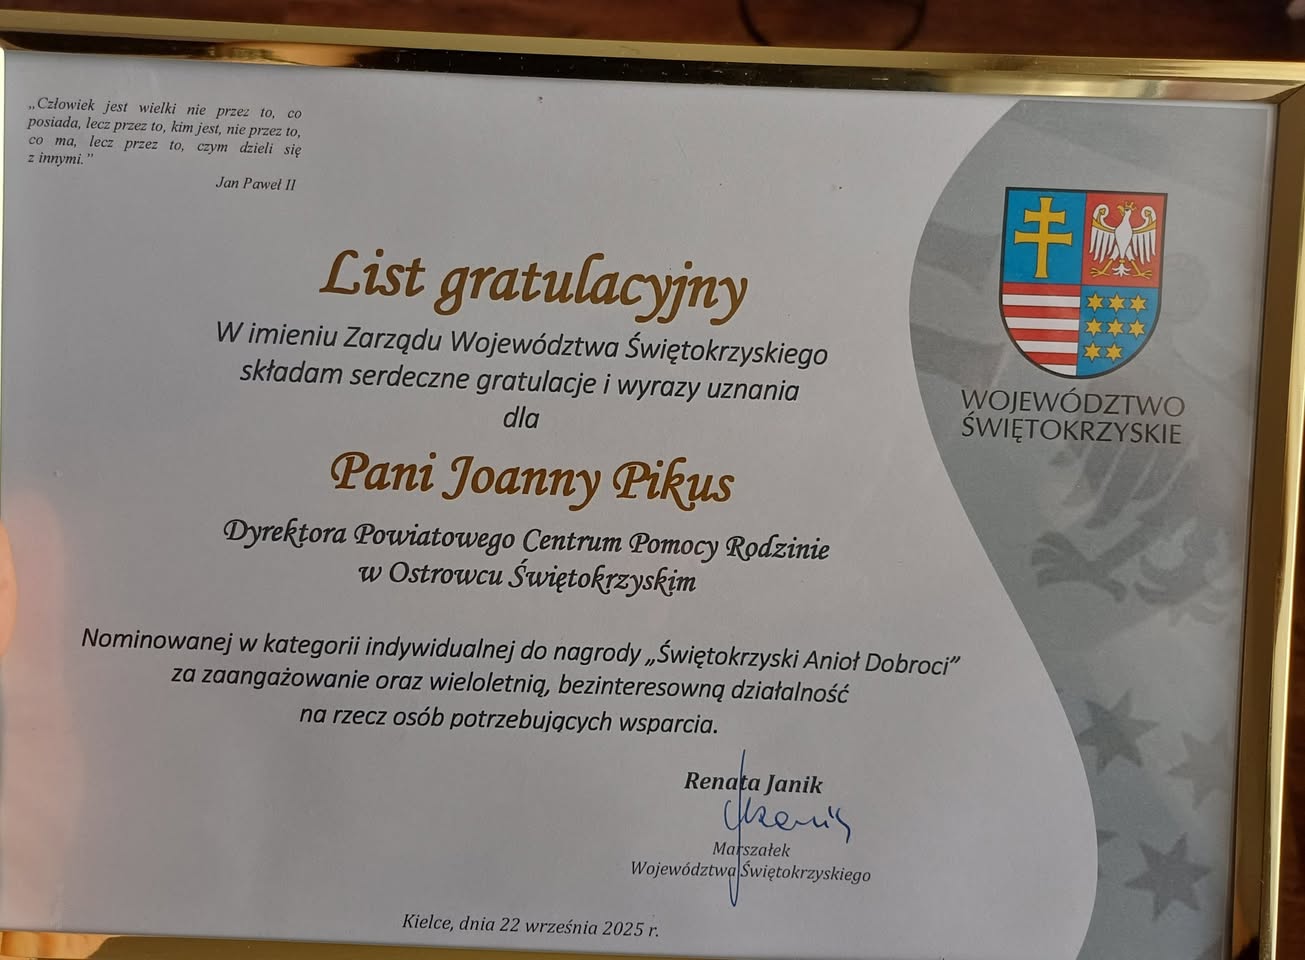 „Człowiek jest wielki nie przez to, co
posiada, lecz przez to, kim jest, nie przez to,
co ma, lecz przez to, czym dzieli się
z innymi.”
Jan Paweł II
List gratulacyjny
W imieniu Zarządu Województwa Świętokrzyskiego
składam serdeczne gratulacje i wyrazy uznania
dla
Pani Joanny Pikus
Dyrektora Powiatowego Centrum Pomocy Rodzinie
w Ostrowcu Świętokrzyskim
Nominowanej w kategorii indywidualnej do nagrody „Świętokrzyski Anioł Dobroci”
za zaangażowanie oraz wieloletnią, bezinteresowną działalność
na rzecz osób potrzebujących wsparcia.
Renata Janik
Marszałek
Województwa Świętokrzyskiego
Kielce, dnia 22 września 2025 r.
WOJEWÓDZTWO
ŚWIĘTOKRZYSKIE